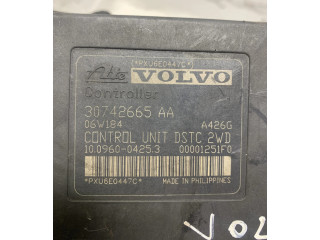 *PXU6E0447C*
Ate VOLVO
Controller
30742665 AA
06W184 A426G
CONTROL UNIT DSTC 2WD
10.0960-0425.3 00001251F0
*PXU6E0447C* MADE IN PHILIPPINES
VOL